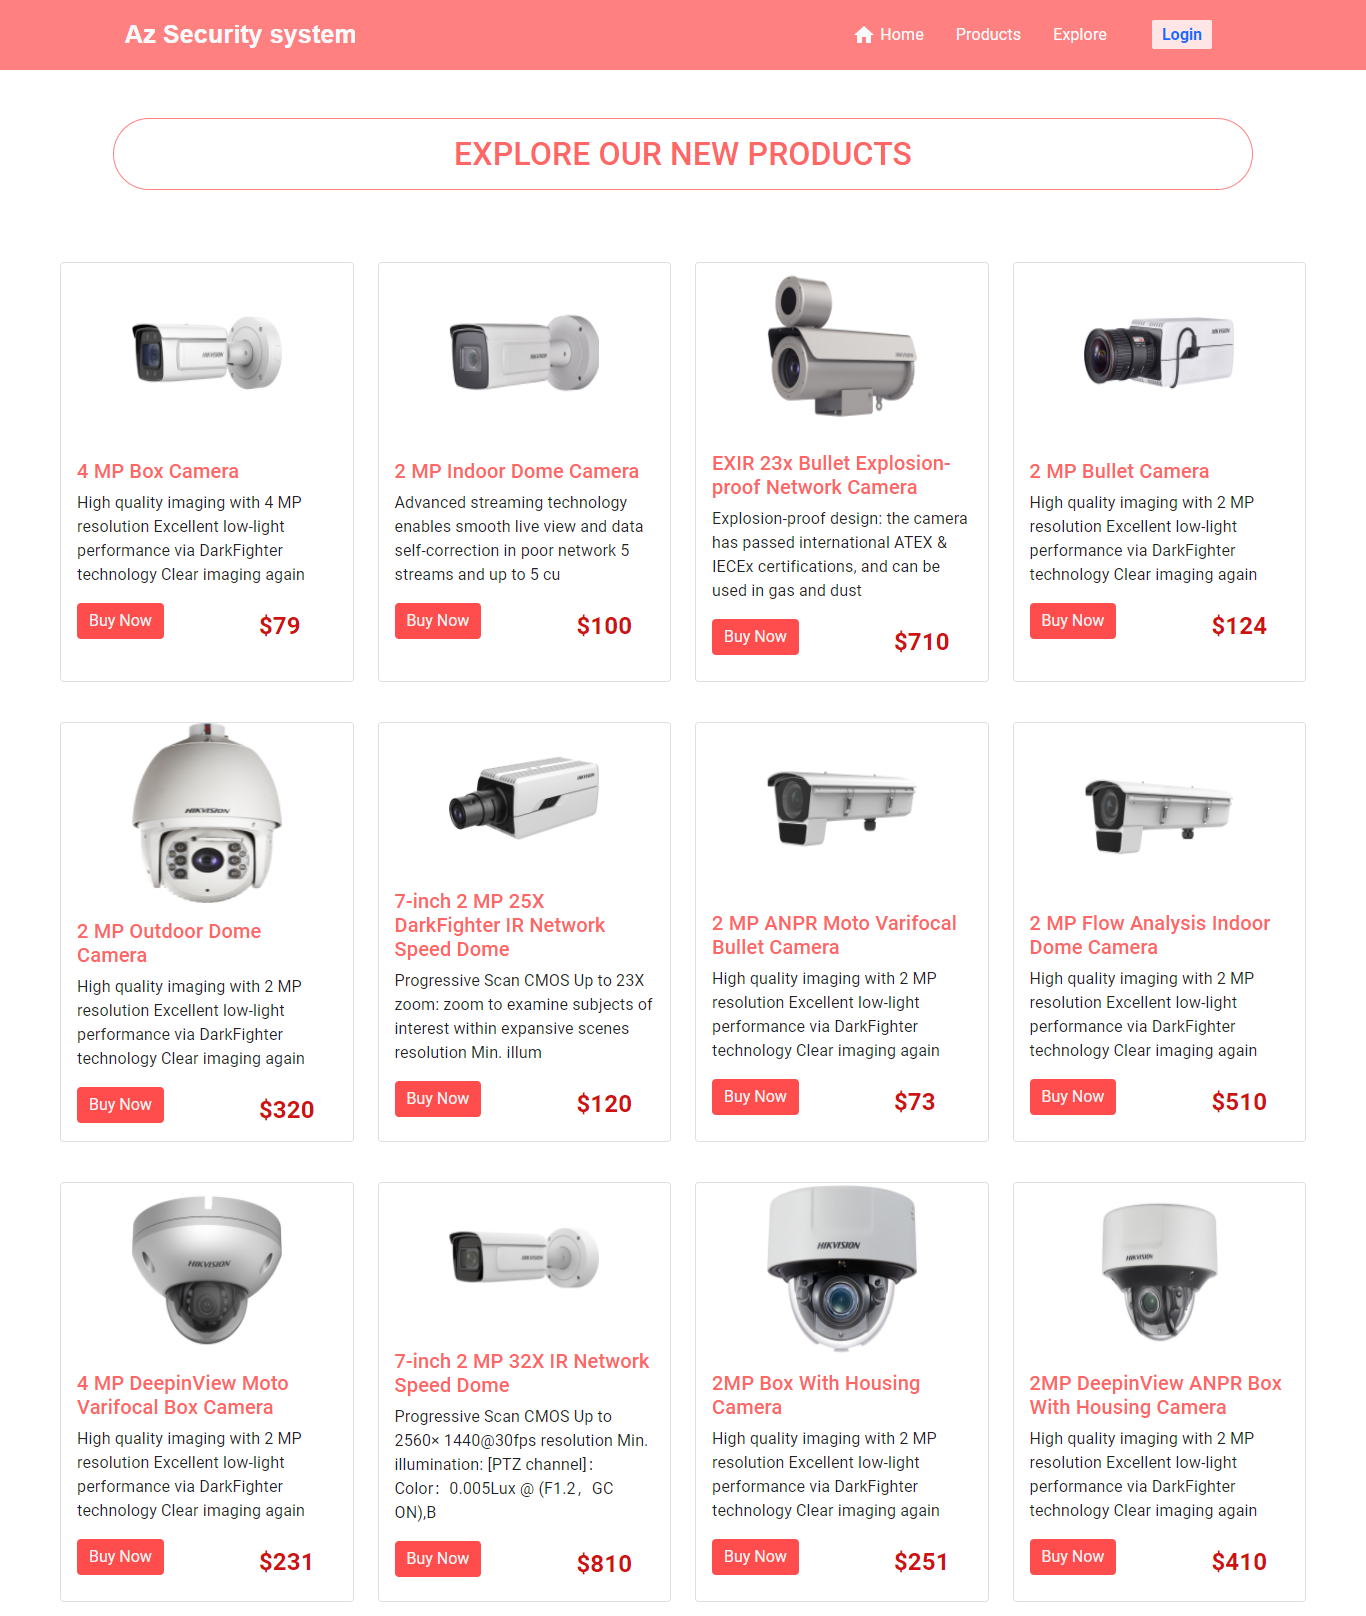 Az Security system
Home
Products
Explore
Login
EXPLORE OUR NEW PRODUCTS
HIKVISION
4 MP Box Camera
High quality imaging with 4 MP
resolution Excellent low-light
performance via DarkFighter
technology Clear imaging again
Buy Now
$79
HIKVISION
2 MP Indoor Dome Camera
Advanced streaming technology
enables smooth live view and data
self-correction in poor network 5
streams and up to 5 cu
Buy Now
$100
HIKVISION
EXIR 23x Bullet Explosion-
proof Network Camera
Explosion-proof design: the camera
has passed international ATEX &
IECEx certifications, and can be
used in gas and dust
Buy Now
$710
HIKVISION
2 MP Bullet Camera
High quality imaging with 2 MP
resolution Excellent low-light
performance via DarkFighter
technology Clear imaging again
Buy Now
$124
HIKVISION
2 MP Outdoor Dome
Camera
High quality imaging with 2 MP
resolution Excellent low-light
performance via DarkFighter
technology Clear imaging again
Buy Now
$320
HIKVISION
7-inch 2 MP 25X
DarkFighter IR Network
Speed Dome
Progressive Scan CMOS Up to 23X
zoom: zoom to examine subjects of
interest within expansive scenes
resolution Min. illum
Buy Now
$120
2 MP ANPR Moto Varifocal
Bullet Camera
High quality imaging with 2 MP
resolution Excellent low-light
performance via DarkFighter
technology Clear imaging again
Buy Now
$73
2 MP Flow Analysis Indoor
Dome Camera
High quality imaging with 2 MP
resolution Excellent low-light
performance via DarkFighter
technology Clear imaging again
Buy Now
$510
HIKVISION
4 MP DeepinView Moto
Varifocal Box Camera
High quality imaging with 2 MP
resolution Excellent low-light
performance via DarkFighter
technology Clear imaging again
Buy Now
$231
HIKVISION
7-inch 2 MP 32X IR Network
Speed Dome
Progressive Scan CMOS Up to
2560× 1440@30fps resolution Min.
illumination: [PTZ channel]：
Color：0.005Lux @ (F1.2，GC
ON),B
Buy Now
$810
HIKVISION
2MP Box With Housing
Camera
High quality imaging with 2 MP
resolution Excellent low-light
performance via DarkFighter
technology Clear imaging again
Buy Now
$251
HIKVISION
2MP DeepinView ANPR Box
With Housing Camera
High quality imaging with 2 MP
resolution Excellent low-light
performance via DarkFighter
technology Clear imaging again
Buy Now
$410